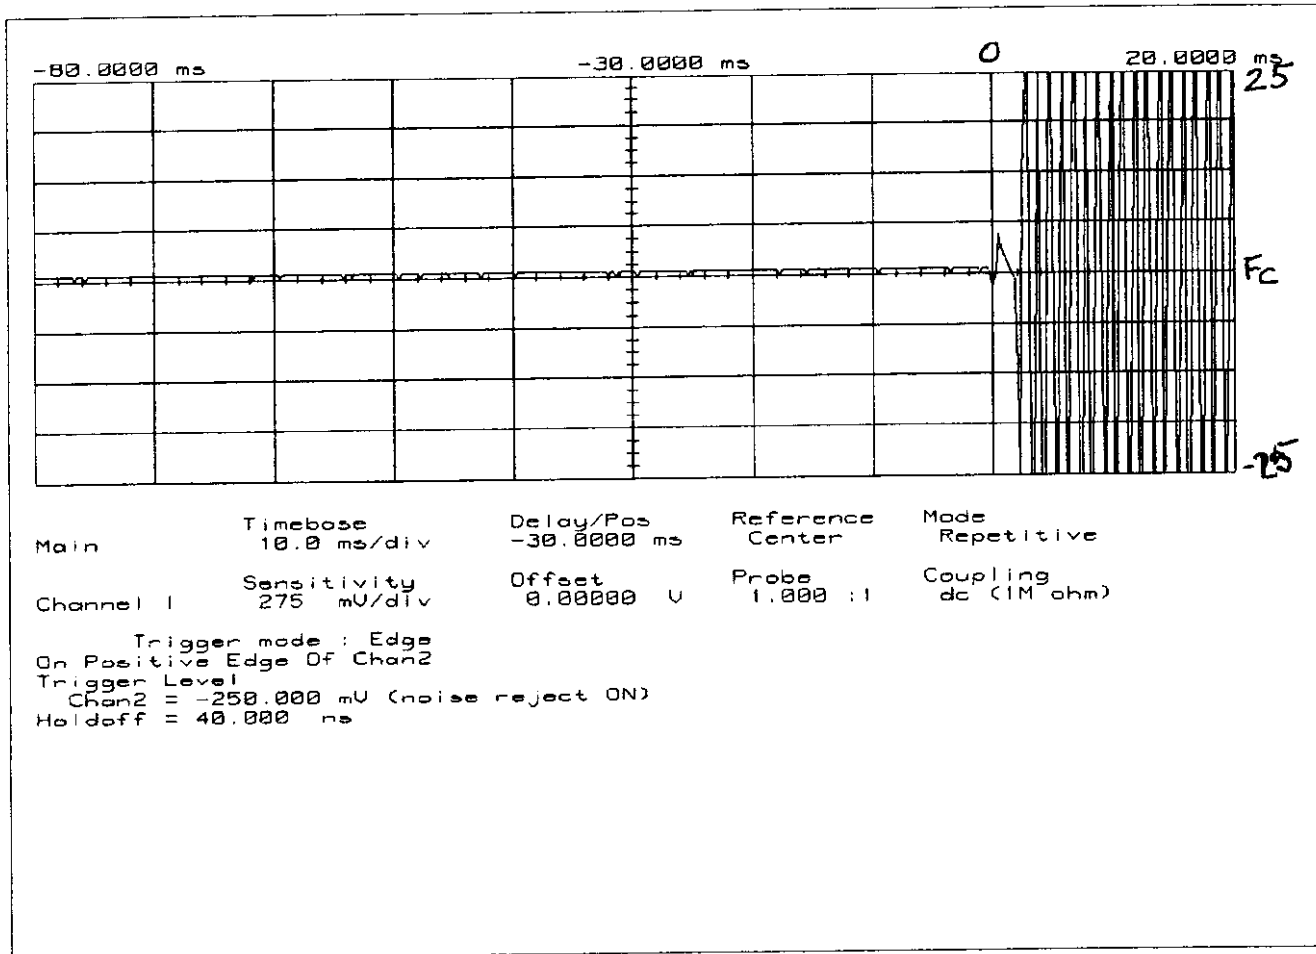 -80.0000 ms -30.0000 ms 0 20.0000 ms
25
Fc
-25
Timebase Delay/Pos Reference Mode
Main 10.0 ms/div -30.0000 ms Center Repetitive
Sensitivity Offset Probe Coupling
Channel 1 275 mV/div 0.00000 V 1.000 :1 dc (1M ohm)
Trigger mode : Edge
On Positive Edge Of Chan2
Trigger Level
Chan2 = -250.000 mV (noise reject ON)
Holdoff = 40.000 ns